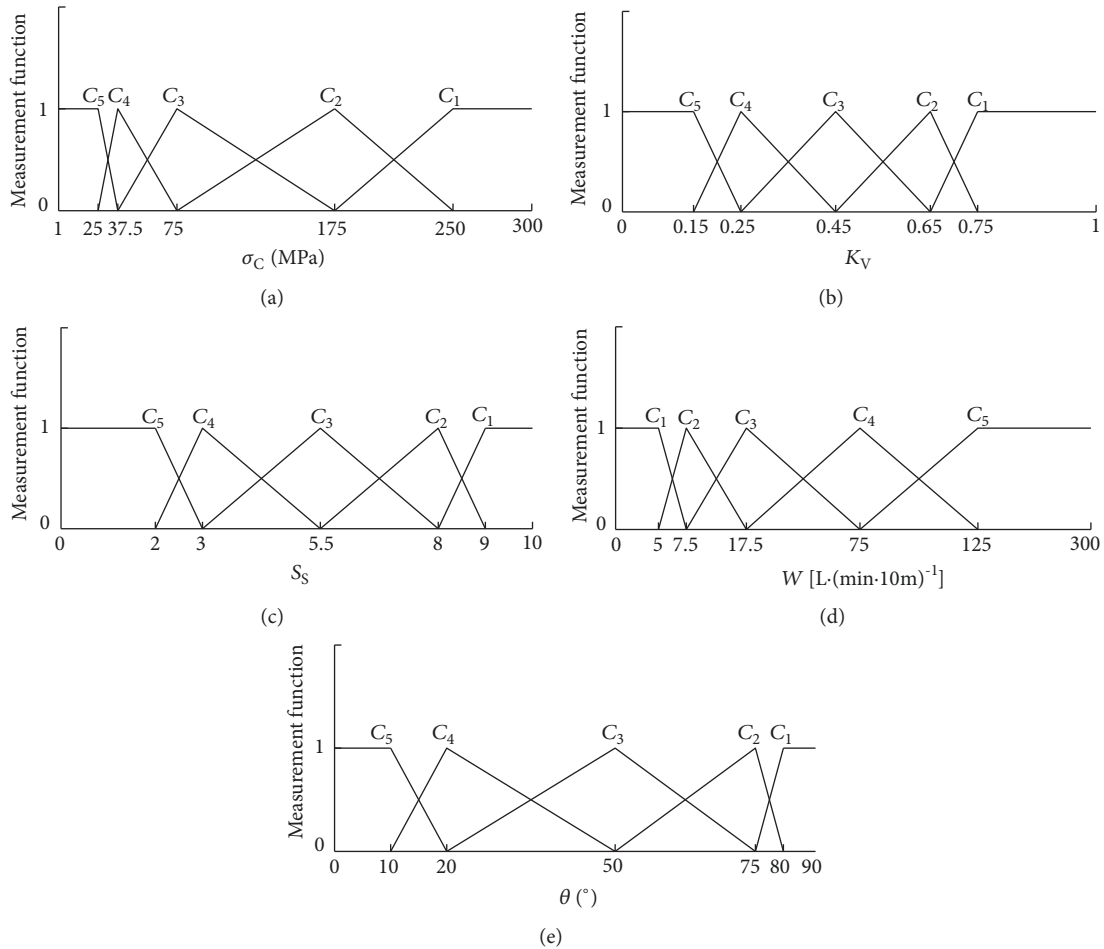 Measurement function
1
0
C5 C4 C3 C2 C1
1 25 37.5 75 175 250 300
σC (MPa)
(a)
Measurement function
1
0
C5 C4 C3 C2 C1
0 0.15 0.25 0.45 0.65 0.75 1
KV
(b)
Measurement function
1
0
C5 C4 C3 C2 C1
0 2 3 5.5 8 9 10
SS
(c)
Measurement function
1
0
C1 C2 C3 C4 C5
0 5 7.5 17.5 75 125 300
W [L·(min·10m)-1]
(d)
Measurement function
1
0
C5 C4 C3 C2 C1
0 10 20 50 75 80 90
θ (°)
(e)